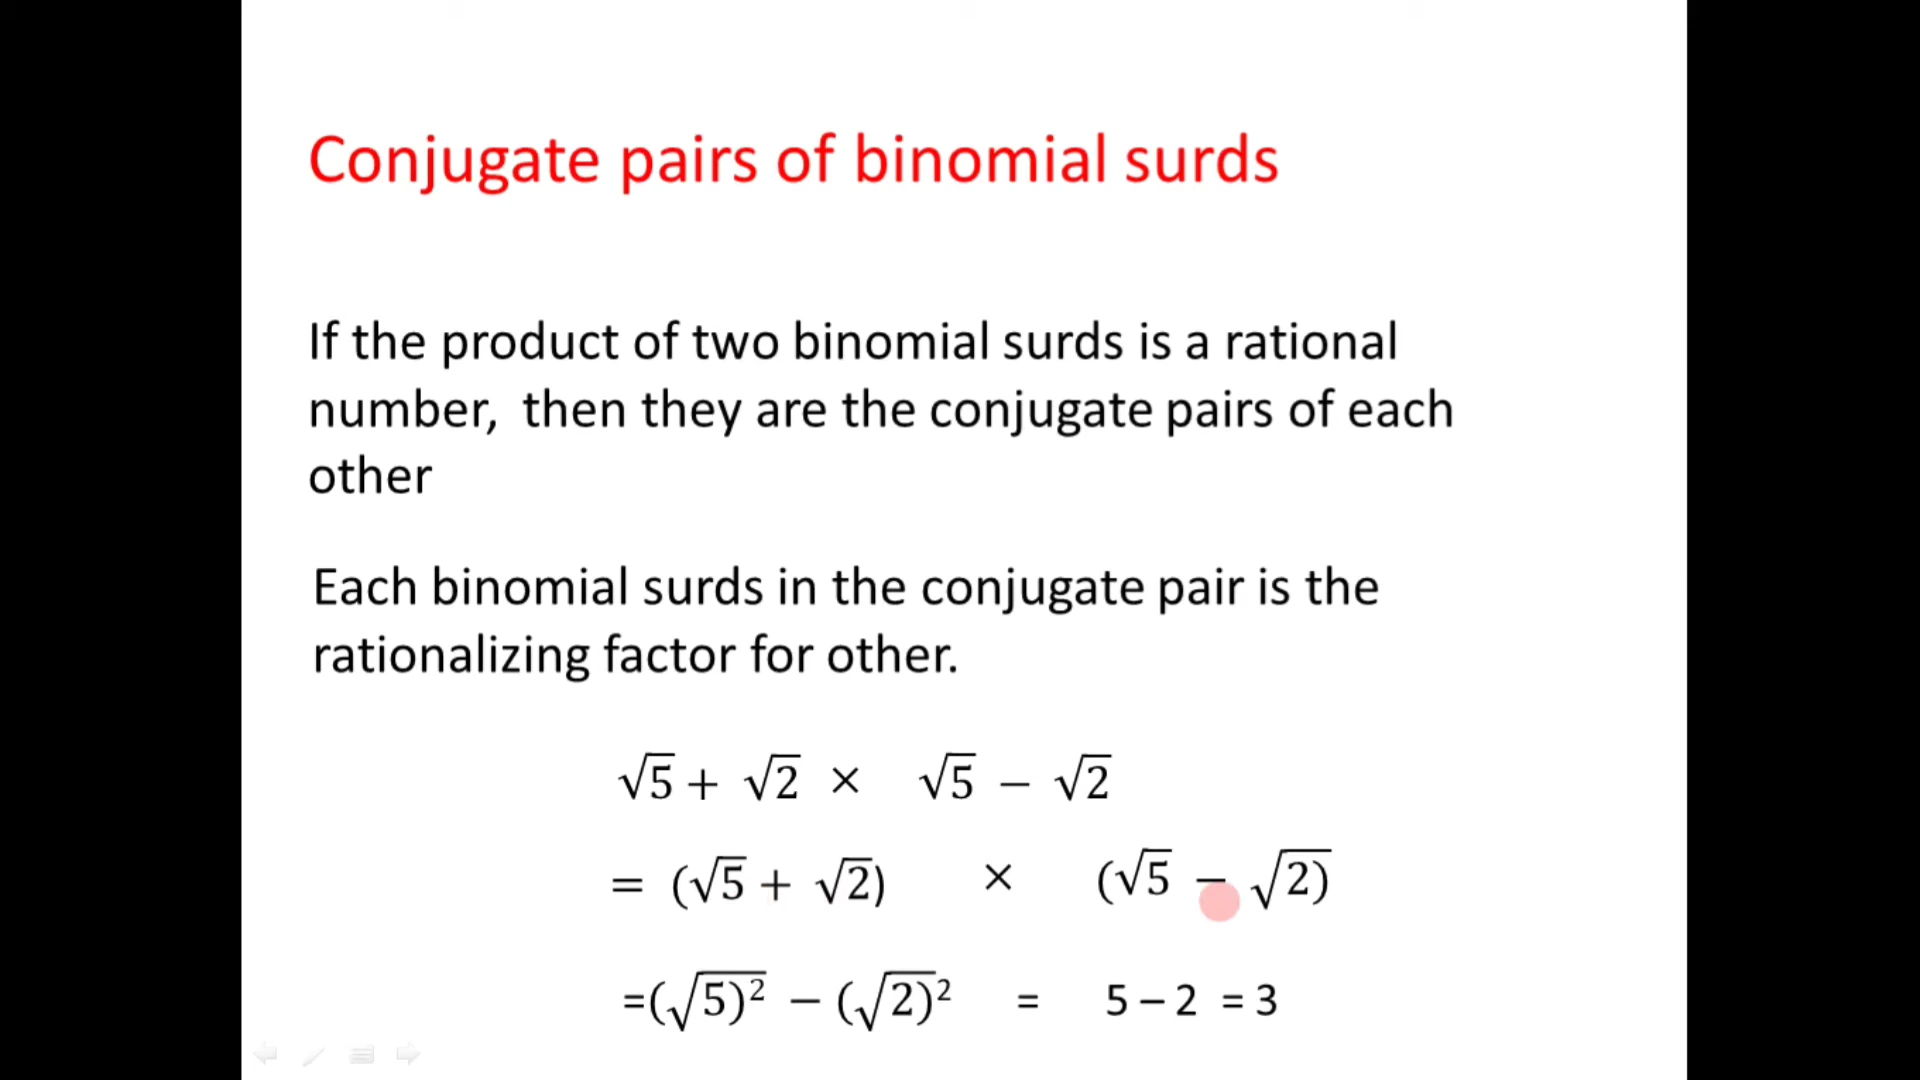 Conjugate pairs of binomial surds
If the product of two binomial surds is a rational
number, then they are the conjugate pairs of each
other
Each binomial surds in the conjugate pair is the
rationalizing factor for other.
√5 + √2 × √5 − √2
= (√5 + √2) × (√5 − √2)
=(√5)² − (√2)² = 5 – 2 = 3